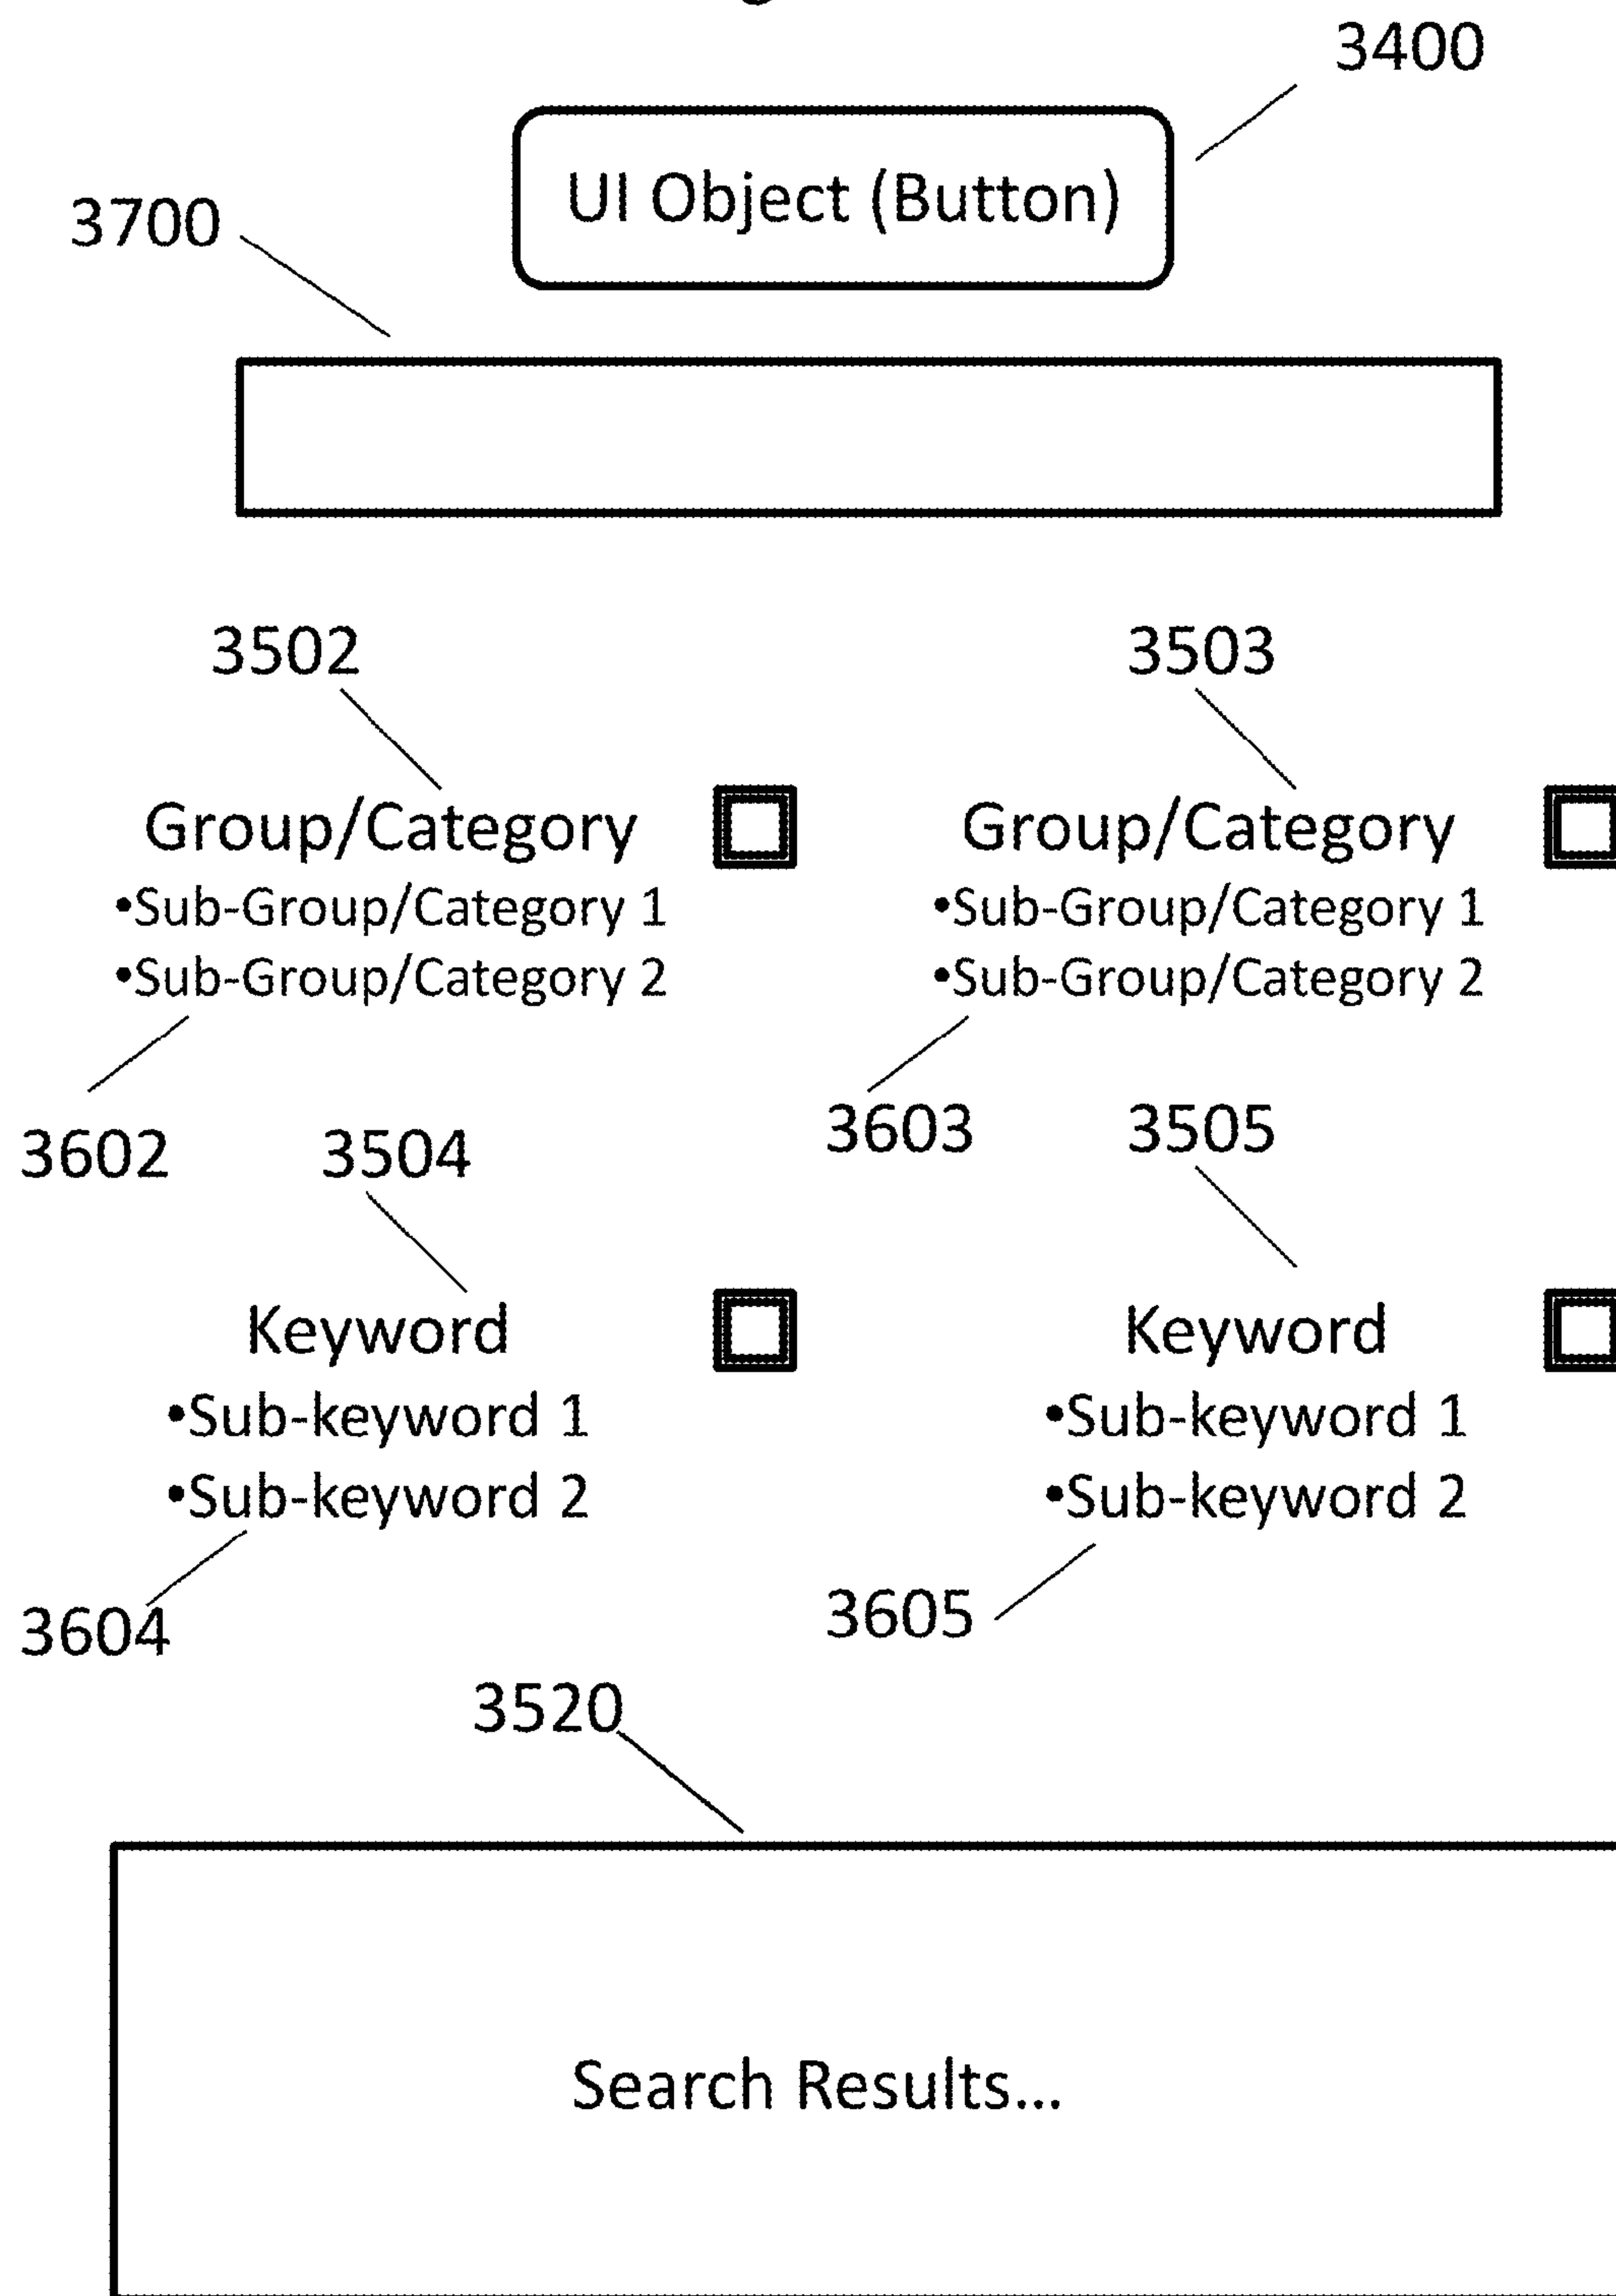 3400
UI Object (Button)
3700
3502
3503
Group/Category
Group/Category
•Sub-Group/Category 1
•Sub-Group/Category 1
•Sub-Group/Category 2
•Sub-Group/Category 2
3602
3504
3603
3505
Keyword
Keyword
•Sub-keyword 1
•Sub-keyword 1
•Sub-keyword 2
•Sub-keyword 2
3604
3605
3520
Search Results...